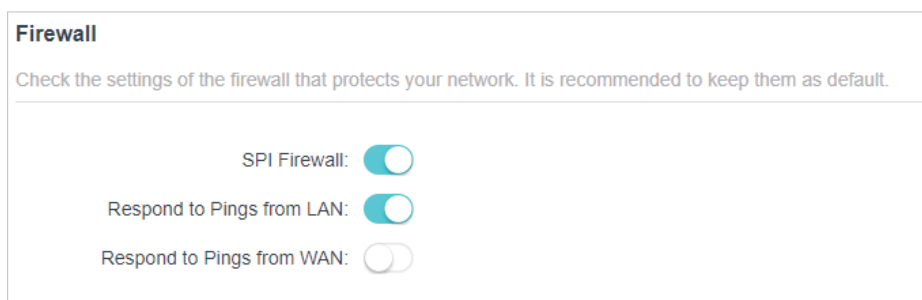 Firewall
Check the settings of the firewall that protects your network. It is recommended to keep them as default.
SPI Firewall:
Respond to Pings from LAN:
Respond to Pings from WAN: